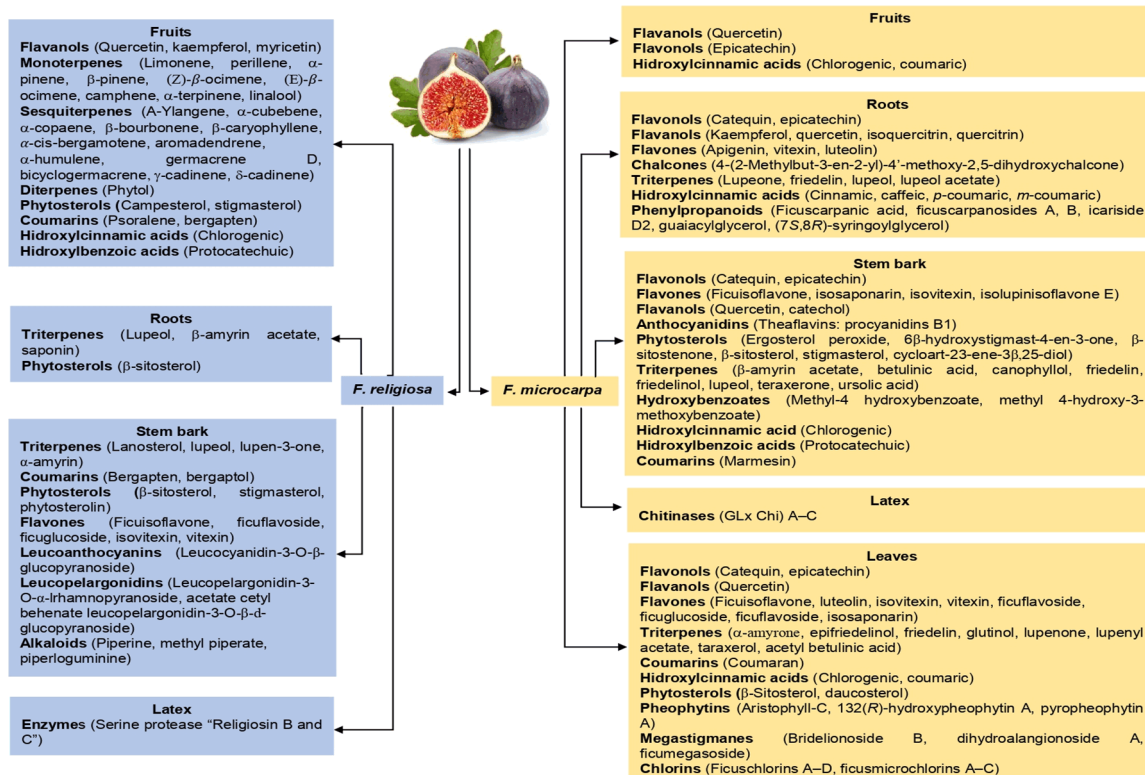 Fruits
Flavanols (Quercetin, kaempferol, myricetin)
Monoterpenes (Limonene, perillene, α-
pinene, β-pinene, (Z)-β-ocimene, (E)-β-
ocimene, camphene, α-terpinene, linalool)
Sesquiterpenes (A-Ylangene, α-cubebene,
α-copaene, β-bourbonene, β-caryophyllene,
α-cis-bergamotene, aromadendrene,
α-humulene, germacrene D,
bicyclogermacrene, γ-cadinene, δ-cadinene)
Diterpenes (Phytol)
Phytosterols (Campesterol, stigmasterol)
Coumarins (Psoralene, bergapten)
Hidroxylcinnamic acids (Chlorogenic)
Hidroxylbenzoic acids (Protocatechuic)
Roots
Triterpenes (Lupeol, β-amyrin acetate,
saponin)
Phytosterols (β-sitosterol)
F. religiosa
Stem bark
Triterpenes (Lanosterol, lupeol, lupen-3-one,
α-amyrin)
Coumarins (Bergapten, bergaptol)
Phytosterols (β-sitosterol, stigmasterol,
phytosterolin)
Flavones (Ficuisoflavone, ficuflavoside,
ficuglucoside, isovitexin, vitexin)
Leucoanthocyanins (Leucocyanidin-3-O-β-
glucopyranoside)
Leucopelargonidins (Leucopelargonidin-3-
O-α-lrhamnopyranoside, acetate cetyl
behenate leucopelargonidin-3-O-β-d-
glucopyranoside)
Alkaloids (Piperine, methyl piperate,
piperloguminine)
Latex
Enzymes (Serine protease “Religiosin B and
C”)
Fruits
Flavanols (Quercetin)
Flavonols (Epicatechin)
Hidroxylcinnamic acids (Chlorogenic, coumaric)
Roots
Flavonols (Catequin, epicatechin)
Flavanols (Kaempferol, quercetin, isoquercitrin, quercitrin)
Flavones (Apigenin, vitexin, luteolin)
Chalcones (4-(2-Methylbut-3-en-2-yl)-4’-methoxy-2,5-dihydroxychalcone)
Triterpenes (Lupeone, friedelin, lupeol, lupeol acetate)
Hidroxylcinnamic acids (Cinnamic, caffeic, p-coumaric, m-coumaric)
Phenylpropanoids (Ficuscarpanic acid, ficuscarpanosides A, B, icariside
D2, guaiacylglycerol, (7S,8R)-syringoylglycerol)
F. microcarpa
Stem bark
Flavonols (Catequin, epicatechin)
Flavones (Ficuisoflavone, isosaponarin, isovitexin, isolupinisoflavone E)
Flavanols (Quercetin, catechol)
Anthocyanidins (Theaflavins: procyanidins B1)
Phytosterols (Ergosterol peroxide, 6β-hydroxystigmast-4-en-3-one, β-
sitostenone, β-sitosterol, stigmasterol, cycloart-23-ene-3β,25-diol)
Triterpenes (β-amyrin acetate, betulinic acid, canophyllol, friedelin,
friedelinol, lupeol, teraxerone, ursolic acid)
Hydroxybenzoates (Methyl-4 hydroxybenzoate, methyl 4-hydroxy-3-
methoxybenzoate)
Hidroxylcinnamic acid (Chlorogenic)
Hidroxylbenzoic acids (Protocatechuic)
Coumarins (Marmesin)
Latex
Chitinases (GLx Chi) A–C
Leaves
Flavonols (Catequin, epicatechin)
Flavanols (Quercetin)
Flavones (Ficuisoflavone, luteolin, isovitexin, vitexin, ficuflavoside,
ficuglucoside, ficuflavoside, isosaponarin)
Triterpenes (α-amyrone, epifriedelinol, friedelin, glutinol, lupenone, lupenyl
acetate, taraxerol, acetyl betulinic acid)
Coumarins (Coumaran)
Hidroxylcinnamic acids (Chlorogenic, coumaric)
Phytosterols (β-Sitosterol, daucosterol)
Pheophytins (Aristophyll-C, 132(R)-hydroxypheophytin A, pyropheophytin
A)
Megastigmanes (Bridelionoside B, dihydroalangionoside A,
ficumegasoside)
Chlorins (Ficuschlorins A–D, ficusmicrochlorins A–C)